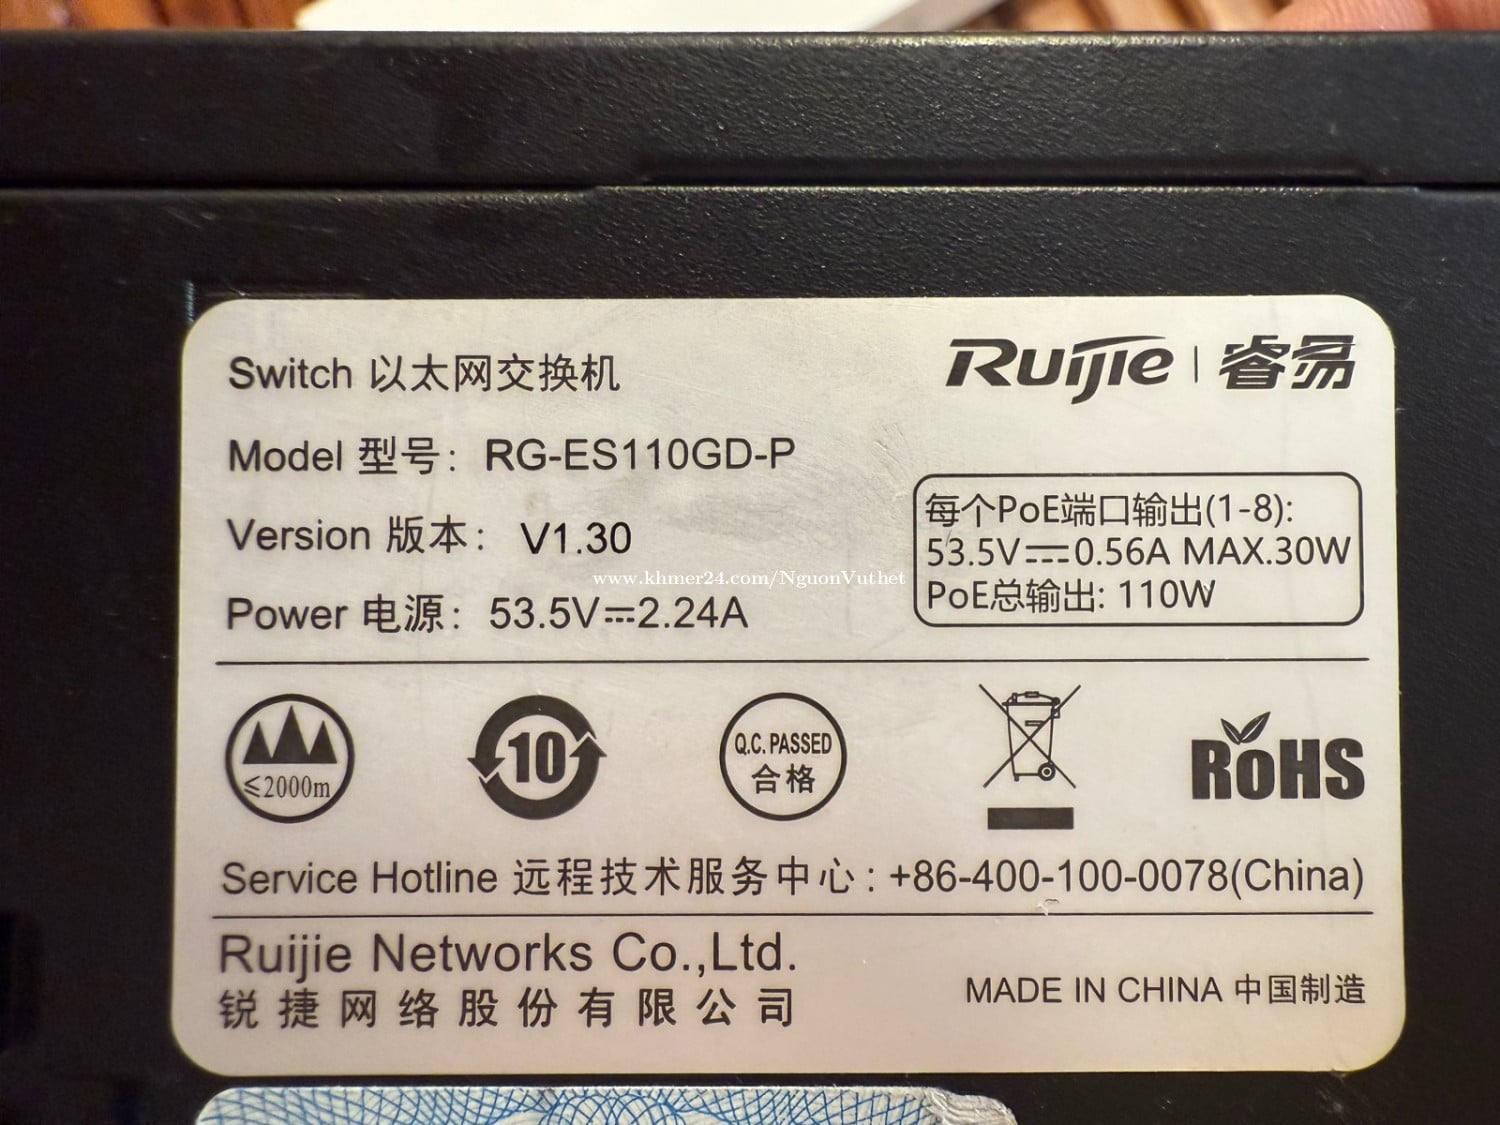 Switch 以太网交换机
Ruijie | 睿易
Model 型号: RG-ES110GD-P
Version 版本: V1.30
Power 电源: 53.5V⎓2.24A
每个PoE端口输出(1-8):
53.5V⎓0.56A MAX.30W
PoE总输出: 110W
www.khmer24.com/NguonVuthet
≤2000m
10
Q.C. PASSED
合格
RoHS
Service Hotline 远程技术服务中心: +86-400-100-0078(China)
Ruijie Networks Co.,Ltd.
锐捷网络股份有限公司
MADE IN CHINA 中国制造